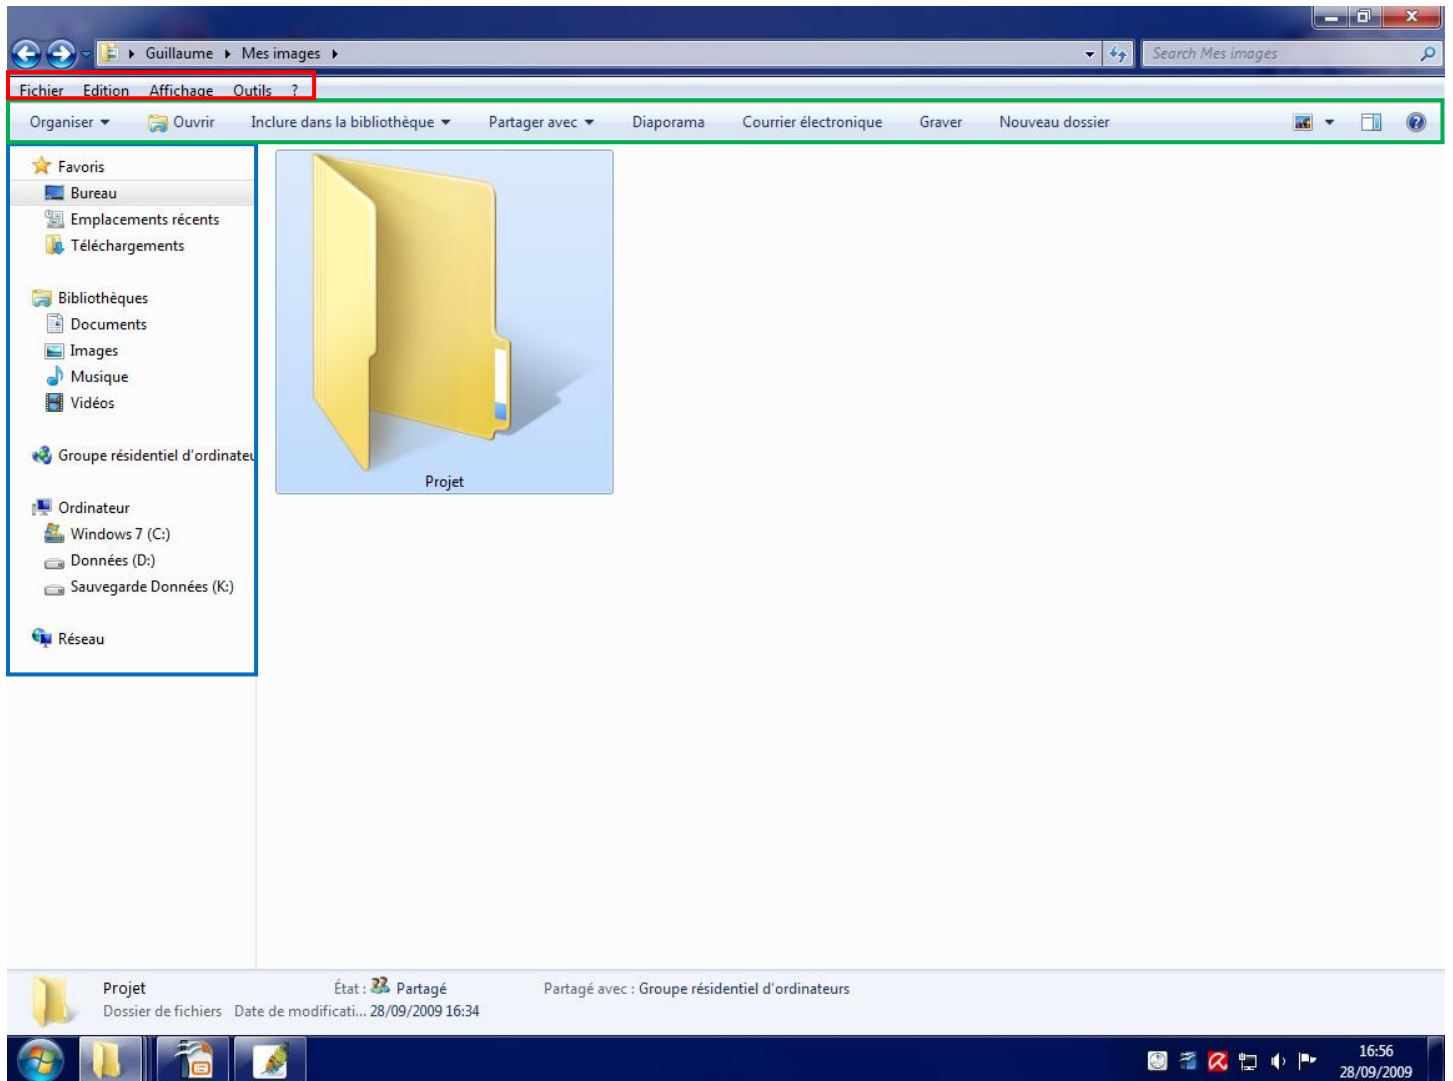 Guillaume Mes images Search Mes images
Fichier Edition Affichage Outils ?
Organiser Ouvrir Inclure dans la bibliothèque Partager avec Diaporama Courrier électronique Graver Nouveau dossier
Favoris
Bureau
Emplacements récents
Téléchargements
Bibliothèques
Documents
Images
Musique
Vidéos
Groupe résidentiel d'ordinateu
Ordinateur
Windows 7 (C:)
Données (D:)
Sauvegarde Données (K:)
Réseau
Projet
Projet État : Partagé Partagé avec : Groupe résidentiel d'ordinateurs
Dossier de fichiers Date de modificati... 28/09/2009 16:34
16:56
28/09/2009